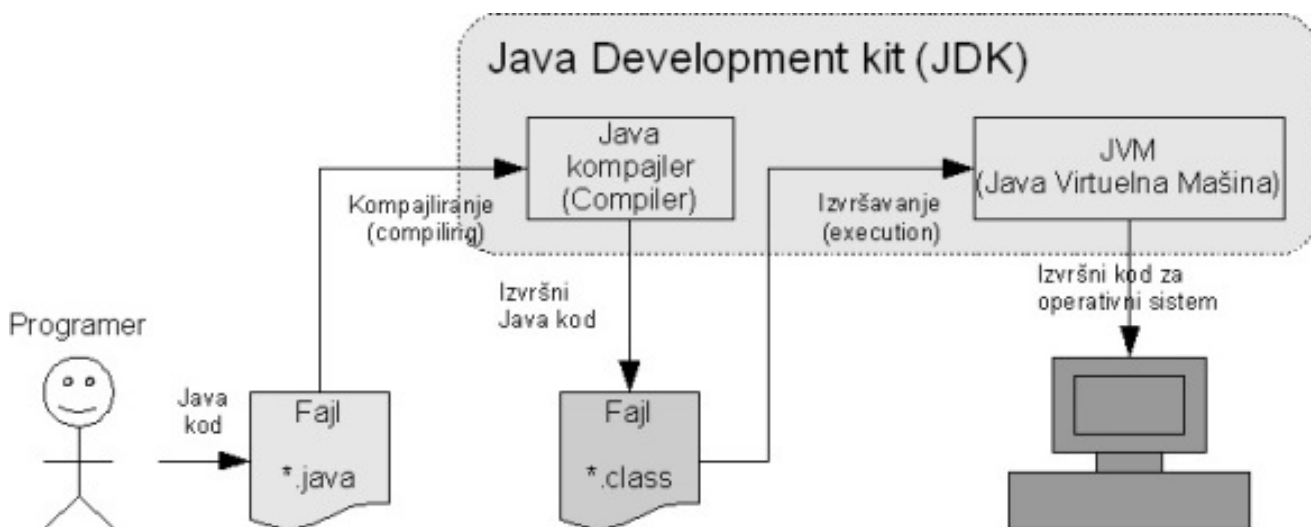 Java Development kit (JDK)
Java
kompajler
(Compiler)
JVM
(Java Virtuelna Mašina)
Kompajliranje
(compiling)
Izvršavanje
(execution)
Izvršni
Java kod
Izvršni kod za
operativni sistem
Programer
Java
kod
Fajl
*.java
Fajl
*.class